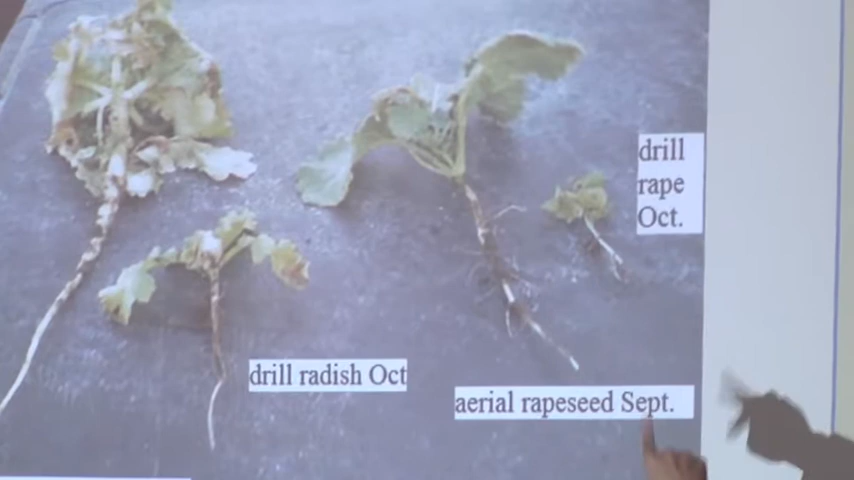 drill
rape
Oct.
drill radish Oct
aerial rapeseed Sept.